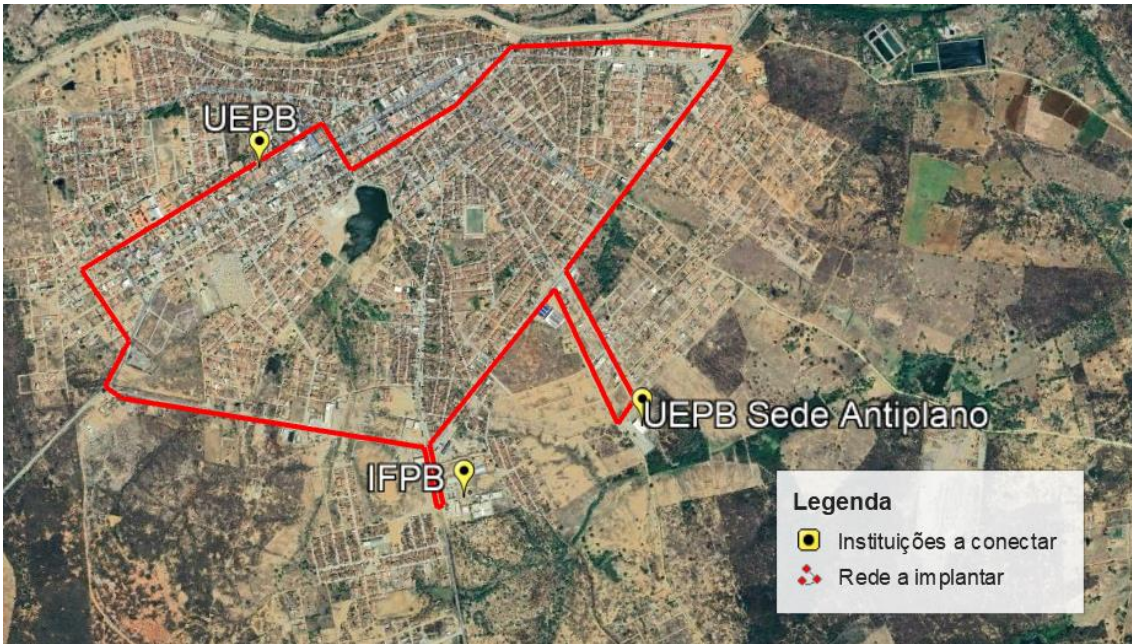 UEPB
UEPB Sede Antiplano
IFPB
Legenda
Instituições a conectar
Rede a implantar